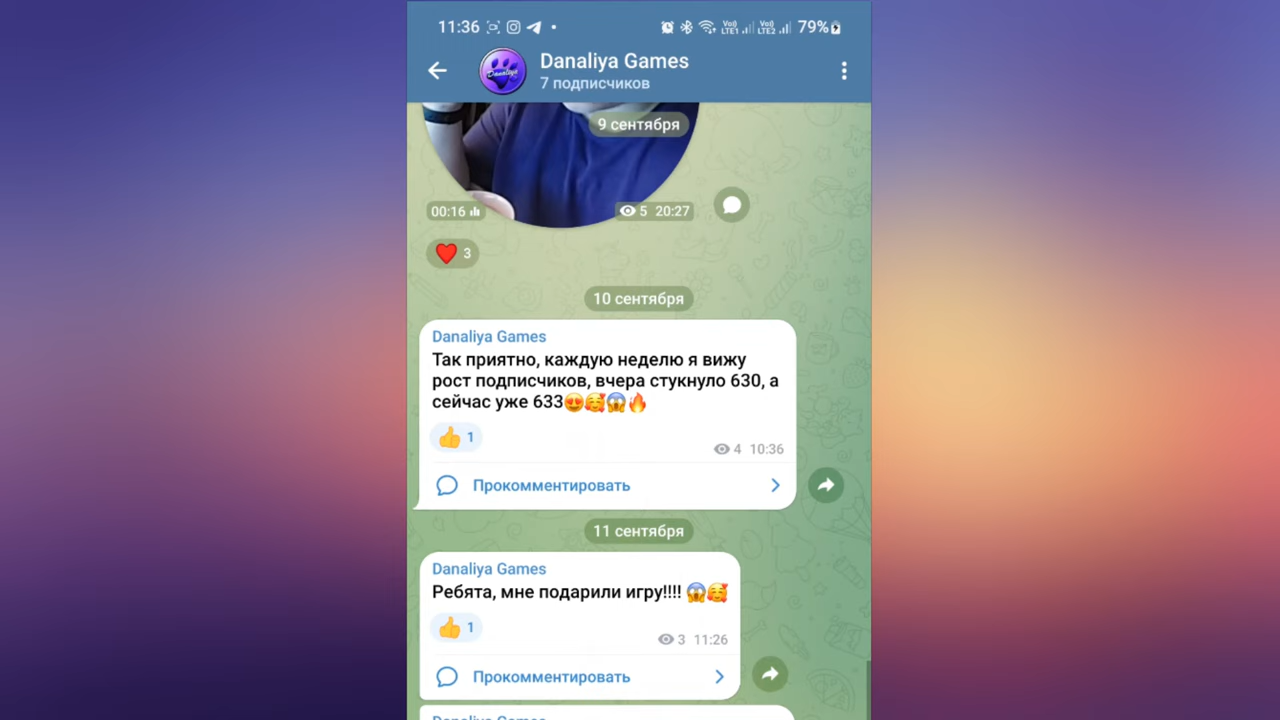 11:36 79%
Danaliya Games
7 подписчиков
9 сентября
00:16 5 20:27
3
10 сентября
Danaliya Games
Так приятно, каждую неделю я вижу
рост подписчиков, вчера стукнуло 630, а
сейчас уже 633😍🥰😱🔥
👍 1
4 10:36
Прокомментировать
11 сентября
Danaliya Games
Ребята, мне подарили игру!!!! 😱🥰
👍 1
3 11:26
Прокомментировать
Danaliya Games